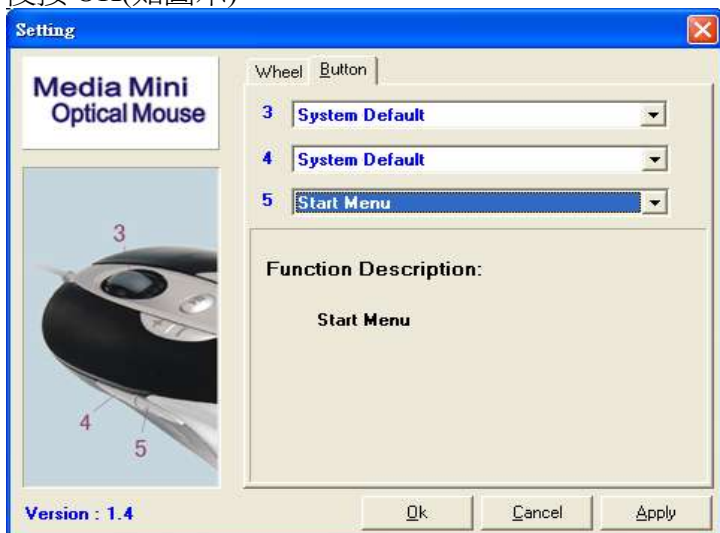 Setting
Media Mini
Optical Mouse
Wheel Button
3 System Default
4 System Default
5 Start Menu
3
4
5
Function Description:
Start Menu
Version : 1.4
Ok Cancel Apply